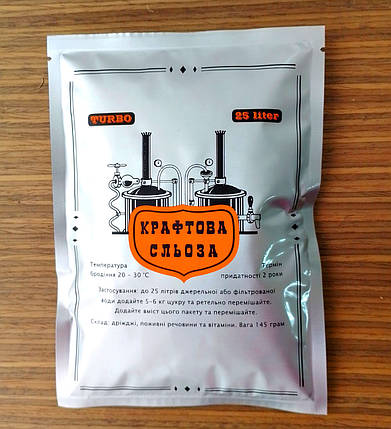 TURBO 25 liter
КРАФТОВА
СЛЬОЗА
Температура Термін
бродіння 20 - 30 °С придатності 2 роки
Застосування: до 25 літрів джерельної або фільтрованої
води додайте 5-6 кг цукру та ретельно перемішайте.
Додайте вміст цього пакету та перемішайте.
Склад: дріжджі, поживні речовини та вітаміни. Вага 145 грам